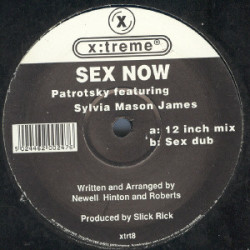 x
x:treme®
SEX NOW
Patrotsky featuring
Sylvia Mason James
a: 12 inch mix
b: Sex dub
Written and Arranged by
Newell Hinton and Roberts
Produced by Slick Rick
xtrt8